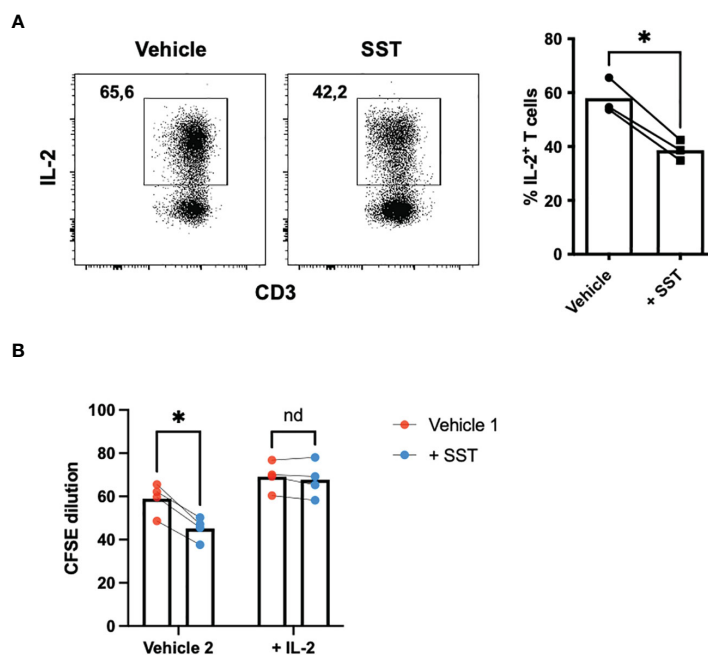 A
Vehicle
SST
65,6
42,2
IL-2
CD3
% IL-2⁺ T cells
80
60
40
20
0
*
Vehicle
+ SST
B
CFSE dilution
100
80
60
40
20
0
*
nd
Vehicle 1
+ SST
Vehicle 2
+ IL-2